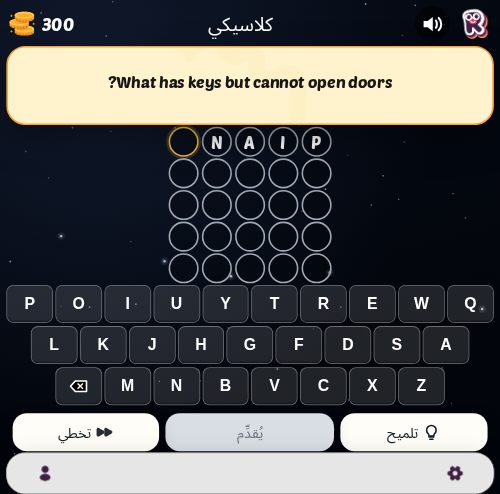 300
كلاسيكي
?What has keys but cannot open doors
N A I P
P O I U Y T R E W Q
L K J H G F D S A
M N B V C X Z
تخطي
يُقدِّم
تلميح